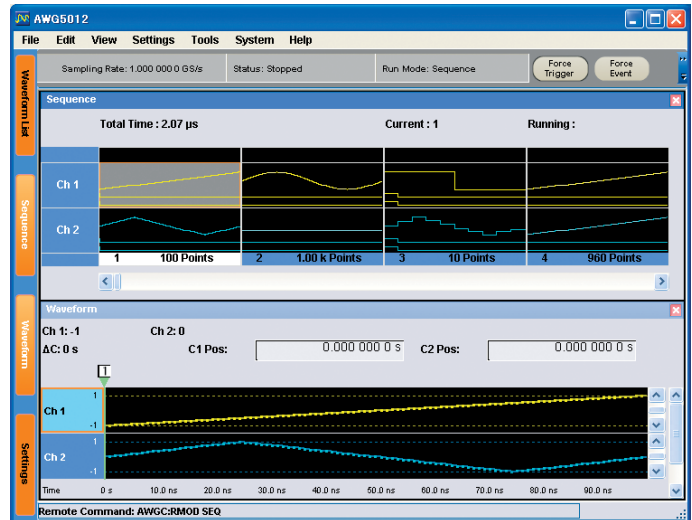 AWG5012
File Edit View Settings Tools System Help
Sampling Rate: 1.000 000 0 GS/s Status: Stopped Run Mode: Sequence Force Trigger Force Event
Waveform List
Sequence
Waveform
Settings
Sequence
Total Time : 2.07 µs Current : 1 Running :
Ch 1
Ch 2
1 100 Points 2 1.00 k Points 3 10 Points 4 960 Points
Waveform
Ch 1: -1 Ch 2: 0
ΔC: 0 s C1 Pos: 0.000 000 0 s C2 Pos: 0.000 000 0 s
1
1
Ch 1
-1
1
Ch 2
-1
Time 0 s 10.0 ns 20.0 ns 30.0 ns 40.0 ns 50.0 ns 60.0 ns 70.0 ns 80.0 ns 90.0 ns
Remote Command: AWGC:RMOD SEQ